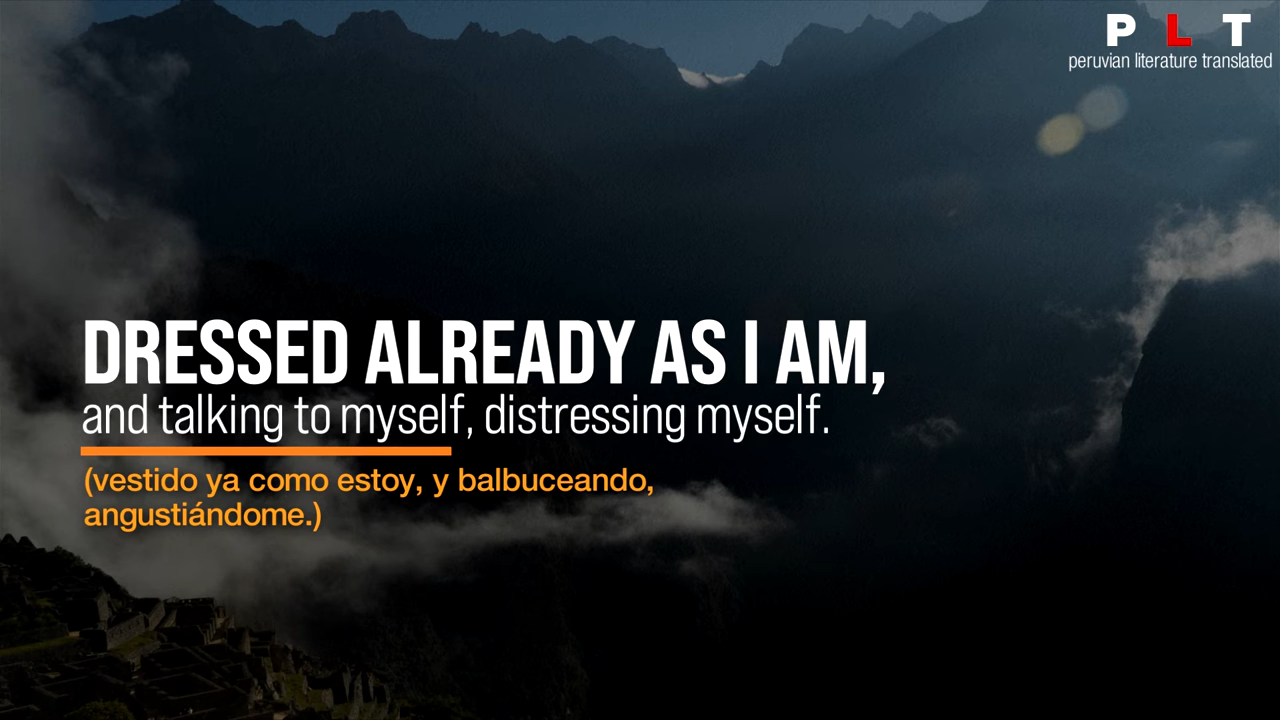 P L T
peruvian literature translated
DRESSED ALREADY AS I AM,
and talking to myself, distressing myself.
(vestido ya como estoy, y balbuceando,
angustiándome.)